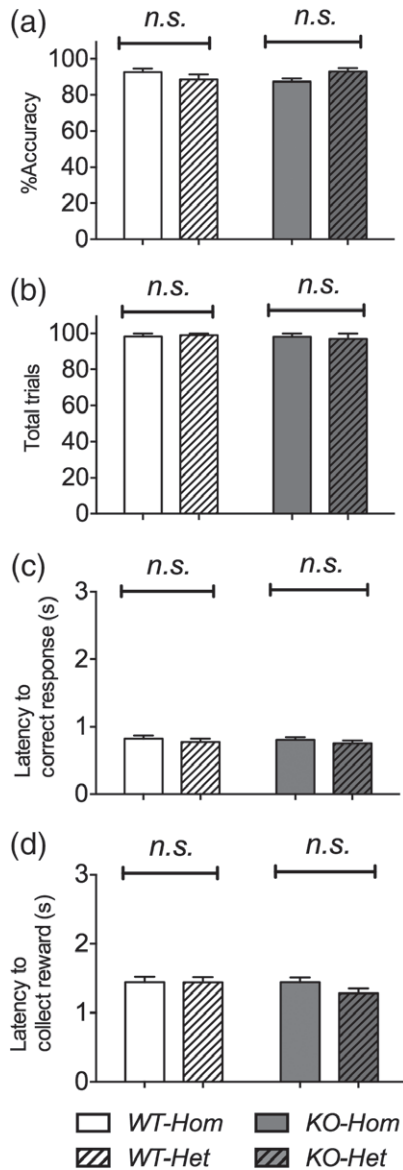 (a)
n.s. n.s.
100
80
60
40
20
0
%Accuracy
(b)
n.s. n.s.
100
80
60
40
20
0
Total trials
(c)
n.s. n.s.
3
2
1
0
Latency to
correct response (s)
(d)
n.s. n.s.
3
2
1
0
Latency to
collect reward (s)
WT-Hom KO-Hom
WT-Het KO-Het